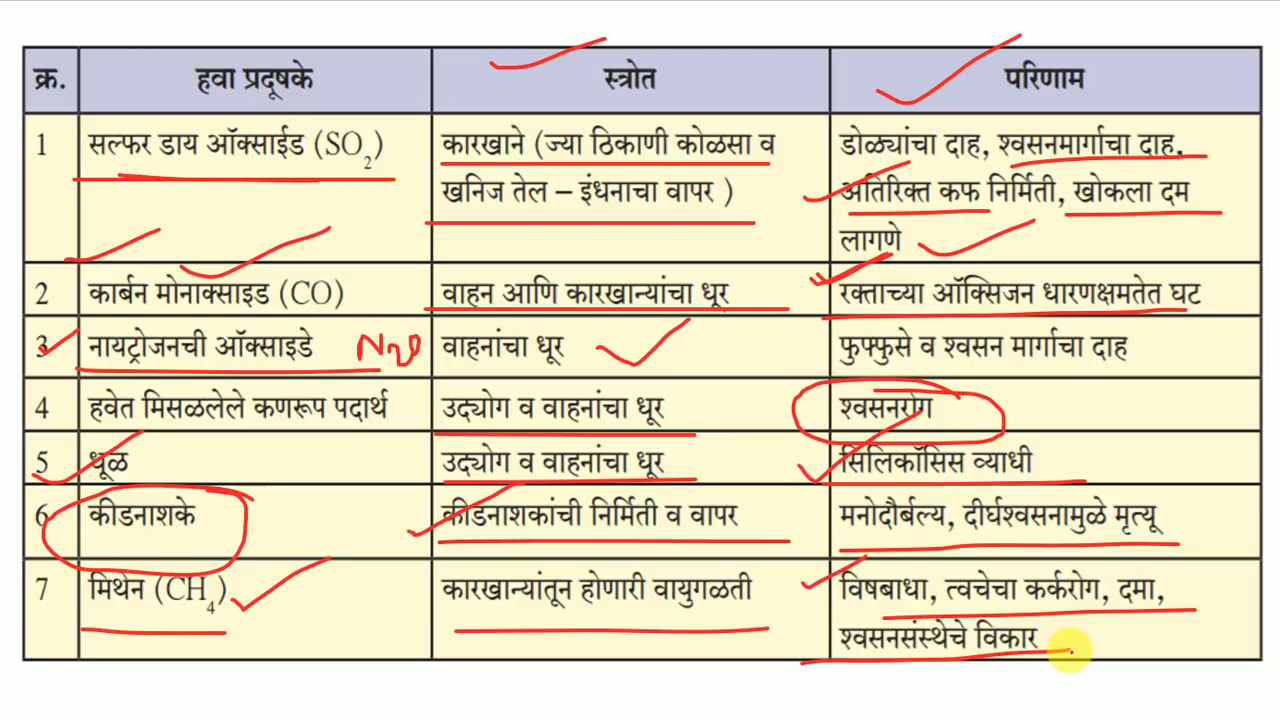 क्र. हवा प्रदूषके स्त्रोत परिणाम
1 सल्फर डाय ऑक्साईड (SO2) कारखाने (ज्या ठिकाणी कोळसा व डोळ्यांचा दाह, श्वसनमार्गाचा दाह,
खनिज तेल – इंधनाचा वापर ) अतिरिक्त कफ निर्मिती, खोकला दम
लागणे
2 कार्बन मोनाक्साइड (CO) वाहन आणि कारखान्यांचा धूर रक्ताच्या ऑक्सिजन धारणक्षमतेत घट
3 नायट्रोजनची ऑक्साइडे N2O वाहनांचा धूर फुफ्फुसे व श्वसन मार्गाचा दाह
4 हवेत मिसळलेले कणरूप पदार्थ उद्योग व वाहनांचा धूर श्वसनरोग
5 धूळ उद्योग व वाहनांचा धूर सिलिकॉसिस व्याधी
6 कीडनाशके कीडनाशकांची निर्मिती व वापर मनोदौर्बल्य, दीर्घश्वसनामुळे मृत्यू
7 मिथेन (CH4) कारखान्यांतून होणारी वायुगळती विषबाधा, त्वचेचा कर्करोग, दमा,
श्वसनसंस्थेचे विकार